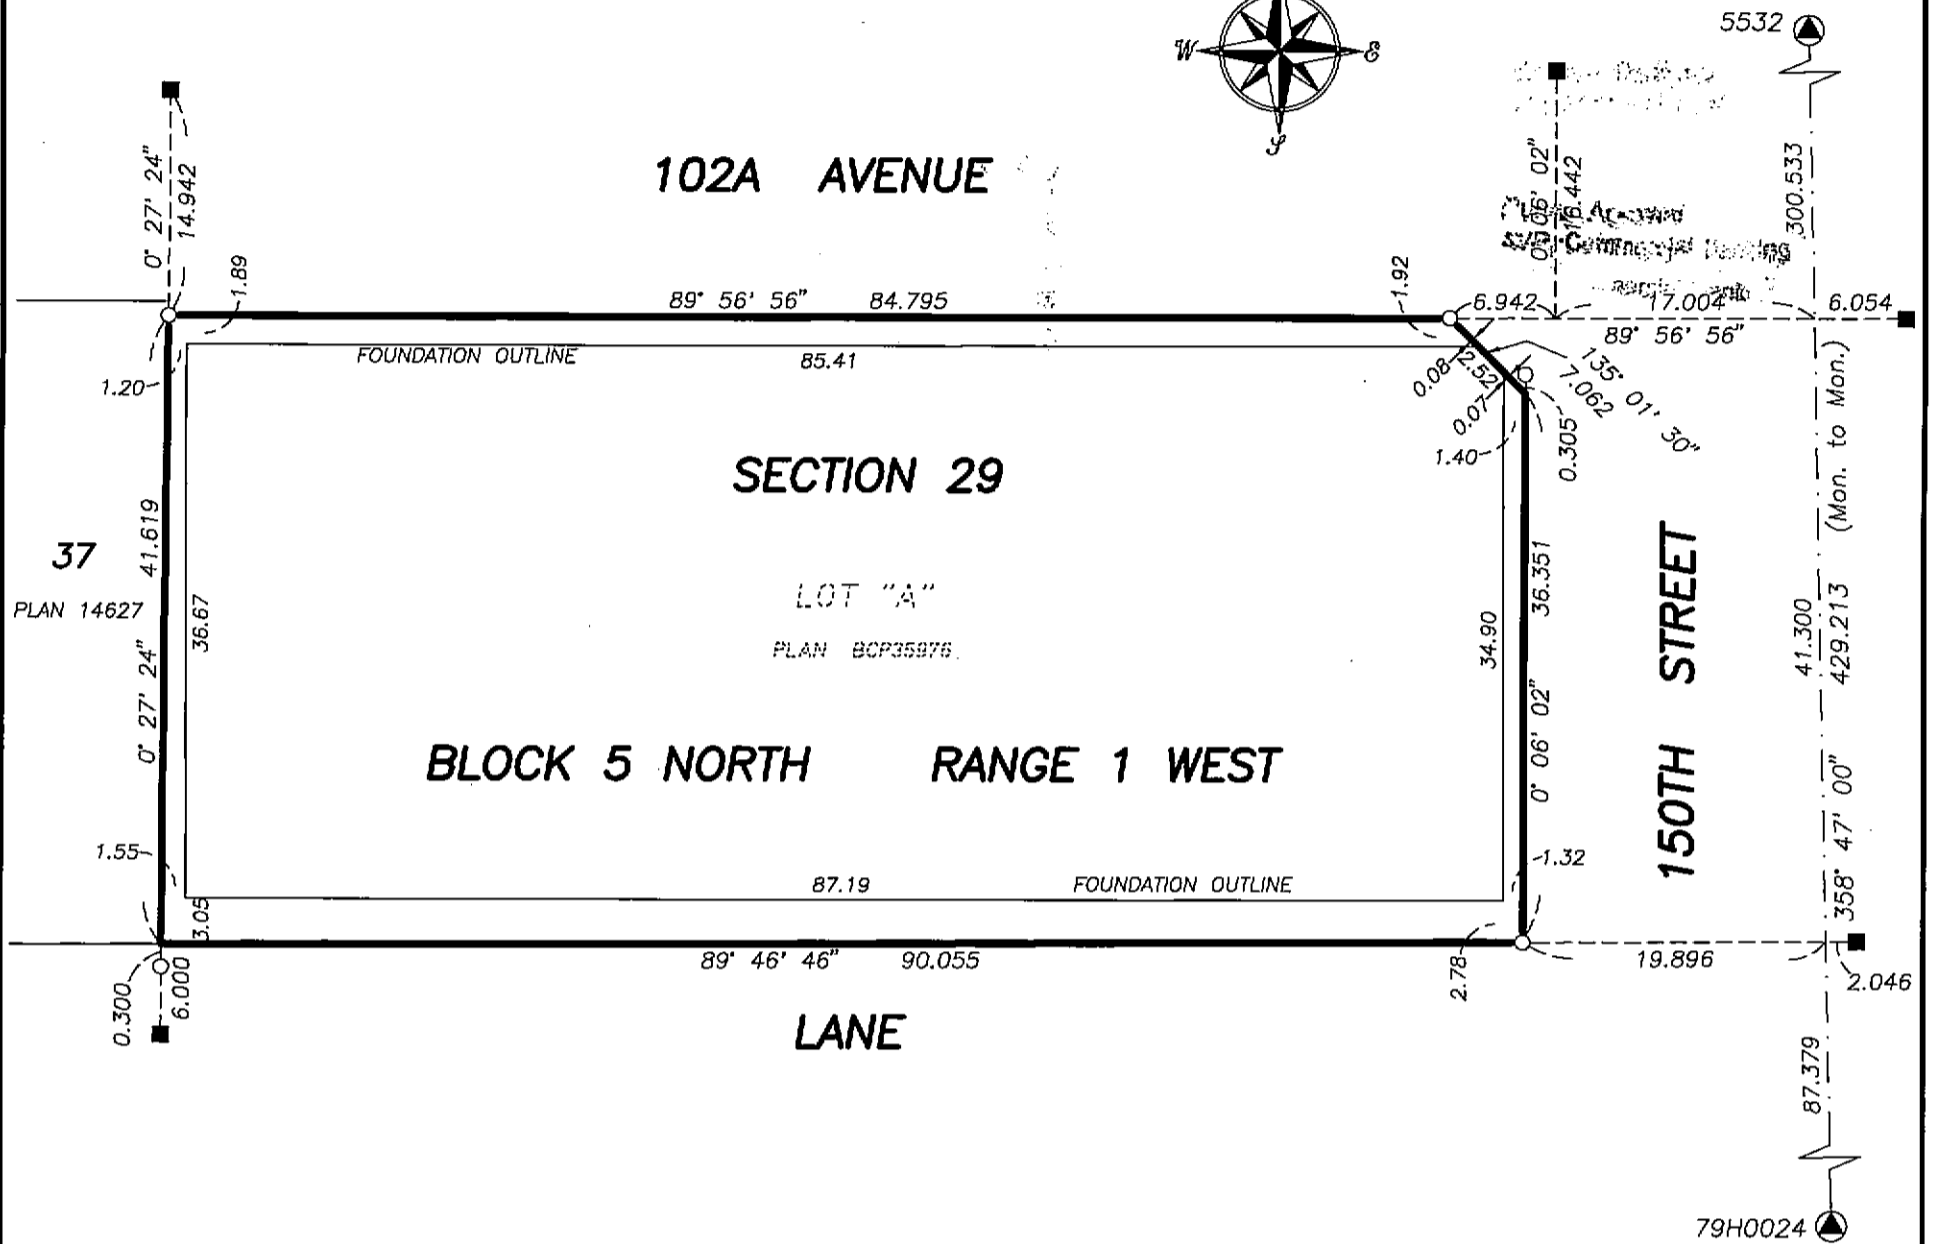 5532
W
E
S
0° 27' 24"
14.942
102A AVENUE
16.442
300.533
1.89
1.92
89° 56' 56" 84.795
6.942
17.004
6.054
89° 56' 56"
FOUNDATION OUTLINE
85.41
1.20
0.08
2.52
0.07
135° 01' 30"
7.062
1.40
0.305
(Mon. to Mon.)
SECTION 29
37
PLAN 14627
41.619
0° 27' 24"
36.67
LOT "A"
PLAN BCP35976
34.90
36.351
0° 06' 02"
150TH STREET
41.300
429.213
358° 47' 00"
BLOCK 5 NORTH RANGE 1 WEST
1.55
3.05
87.19
FOUNDATION OUTLINE
1.32
89° 46' 46" 90.055
2.78
19.896
2.046
0.300
6.000
LANE
87.379
79H0024